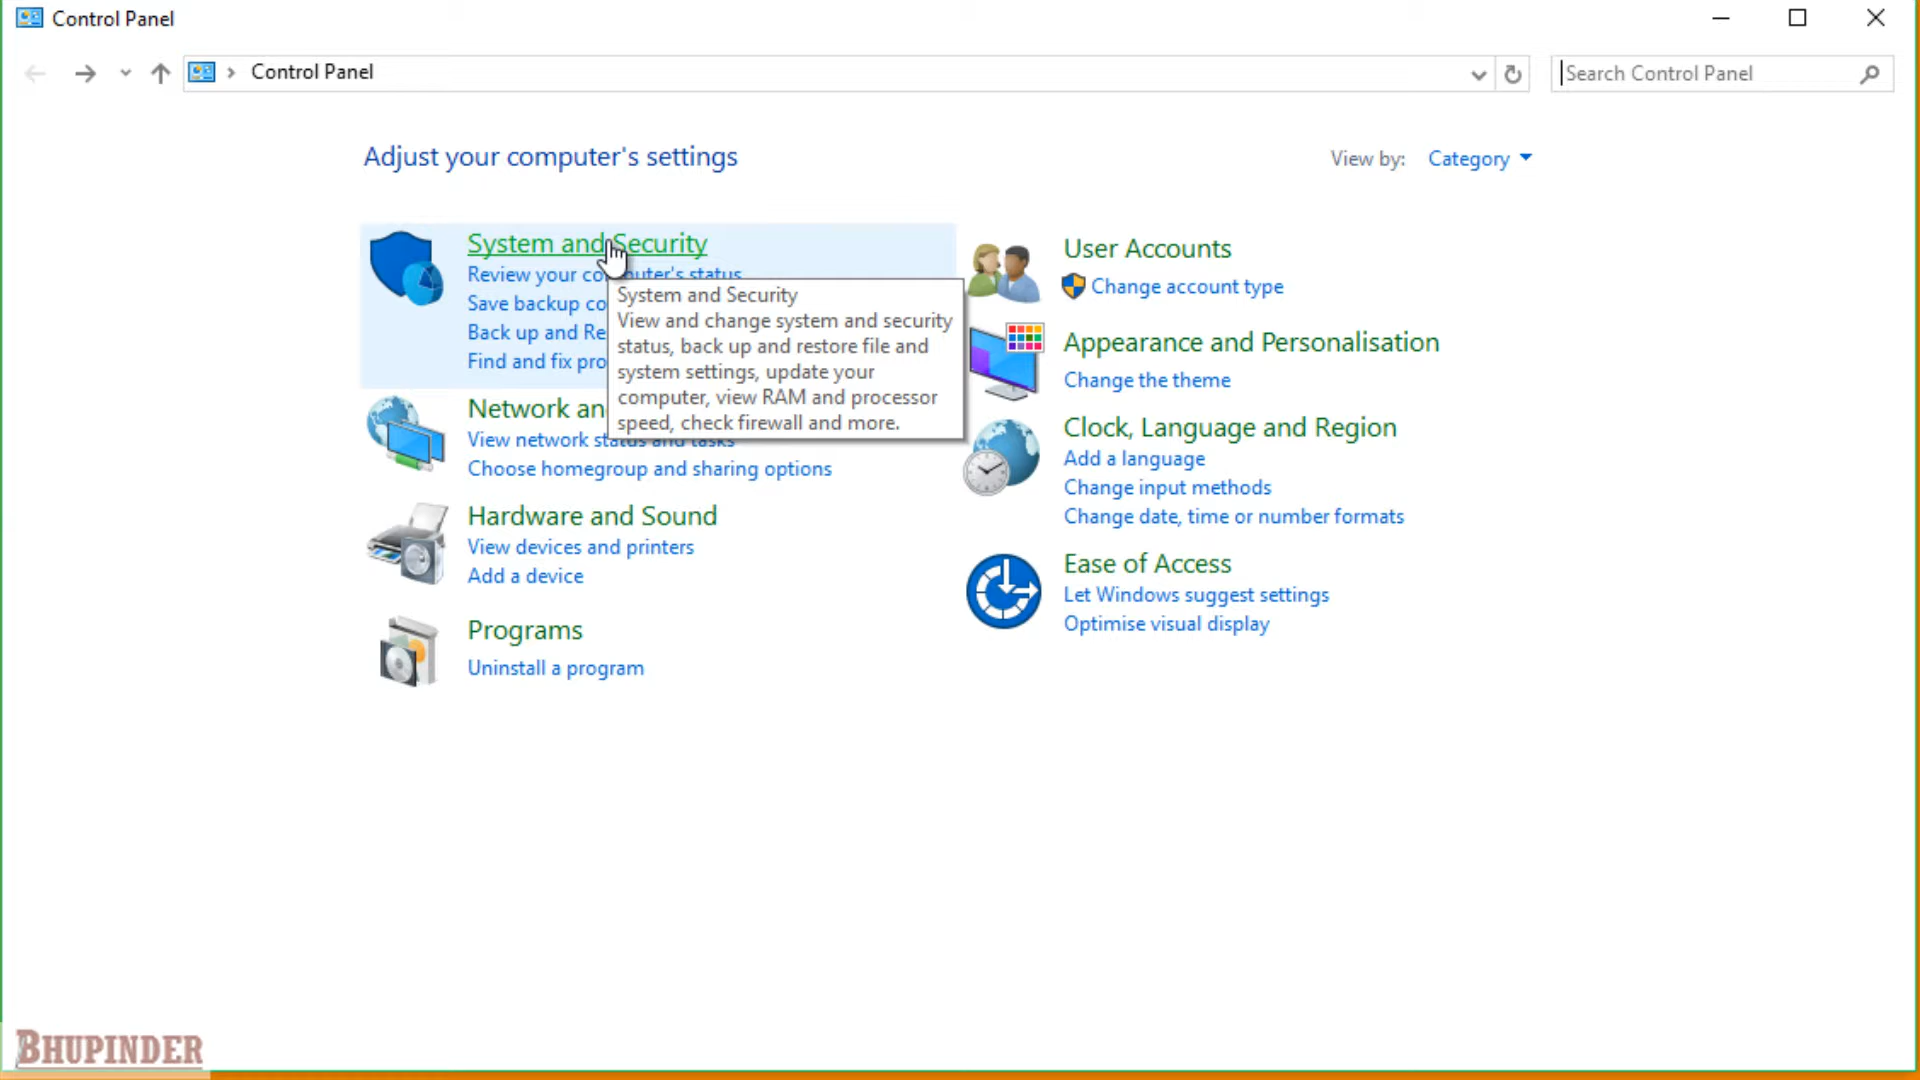 Control Panel
Control Panel
Search Control Panel
Adjust your computer's settings
View by: Category
System and Security
Review your computer's status
Save backup co
Back up and Re
Find and fix pro
System and Security
View and change system and security
status, back up and restore file and
system settings, update your
computer, view RAM and processor
speed, check firewall and more.
Network an
View network status and tasks
Choose homegroup and sharing options
Hardware and Sound
View devices and printers
Add a device
Programs
Uninstall a program
User Accounts
Change account type
Appearance and Personalisation
Change the theme
Clock, Language and Region
Add a language
Change input methods
Change date, time or number formats
Ease of Access
Let Windows suggest settings
Optimise visual display
BHUPINDER